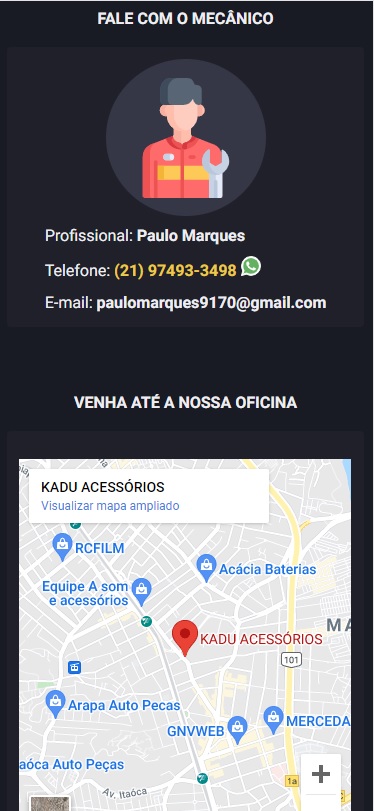 FALE COM O MECÂNICO
Profissional: Paulo Marques
Telefone: (21) 97493-3498
E-mail: paulomarques9170@gmail.com
VENHA ATÉ A NOSSA OFICINA
KADU ACESSÓRIOS
Visualizar mapa ampliado
RCFILM
Acácia Baterias
Equipe A som
e acessórios
KADU ACESSÓRIOS
MA
101
Arapa Auto Pecas
GNVWEB
MERCEDA
aóca Auto Peças
1a
Av. Itaóca
+